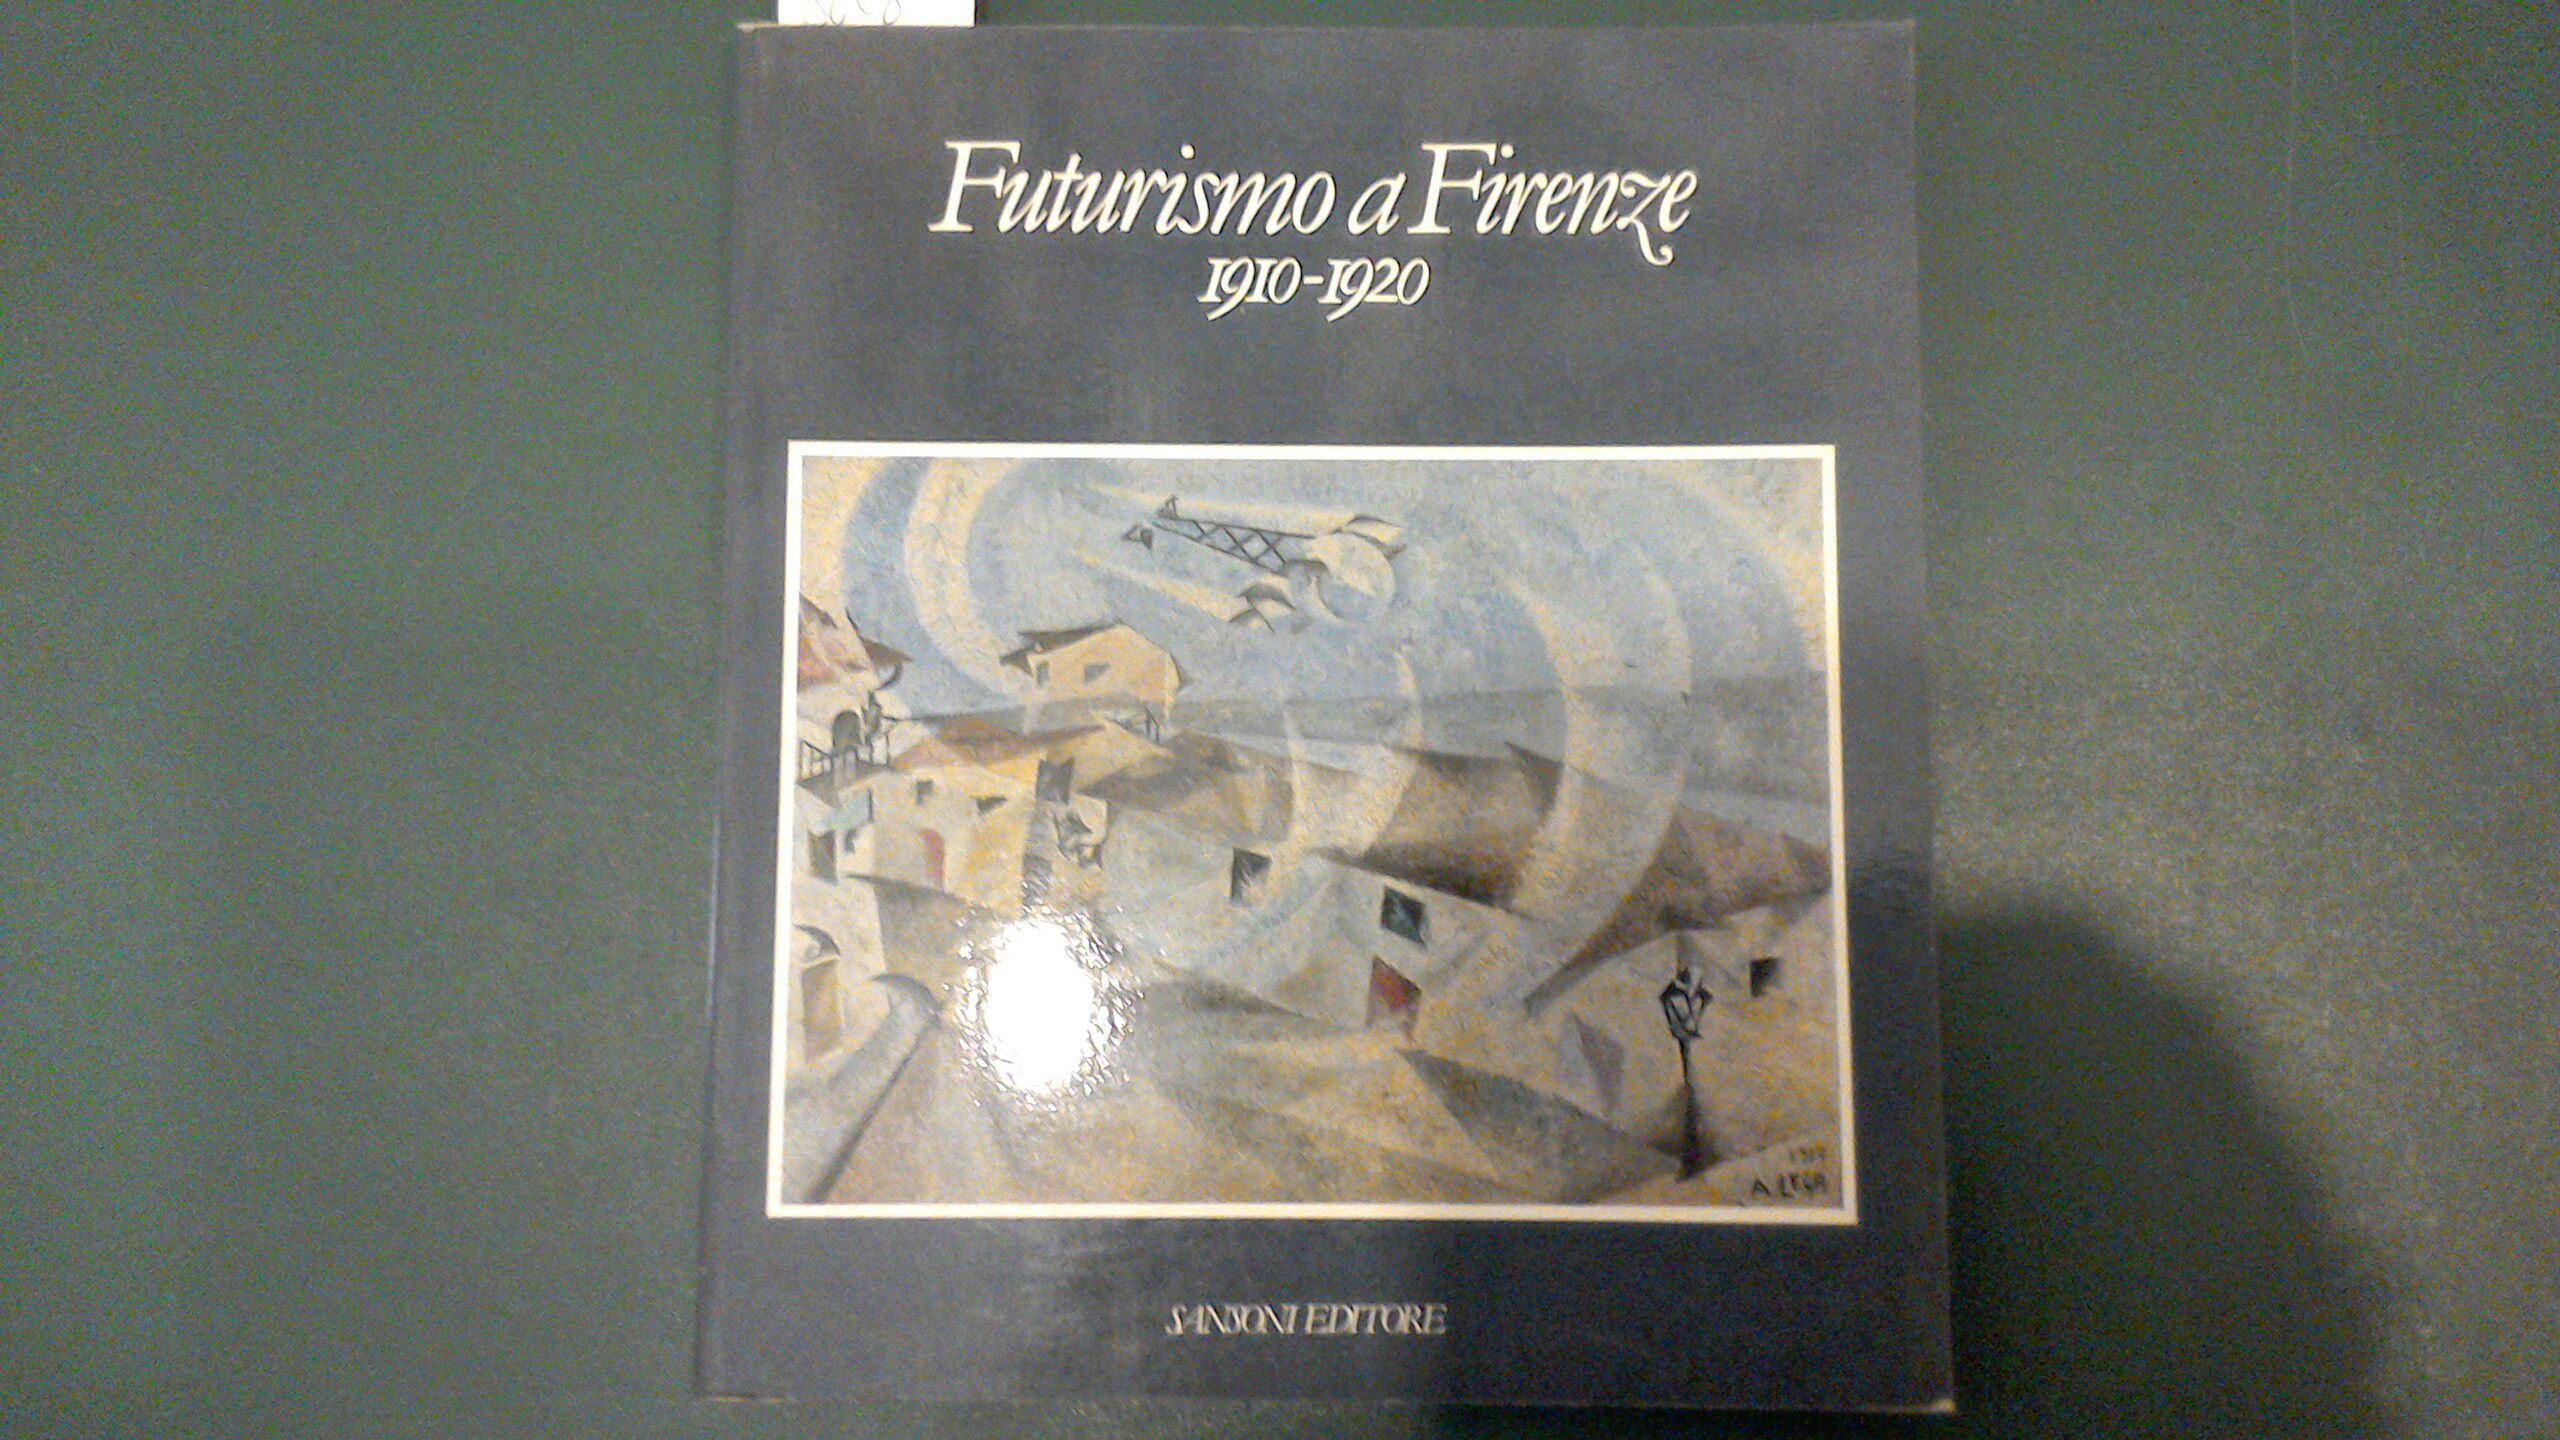 Futurismo a Firenze
1910-1920
A. LEGA
SANSONI EDITORE